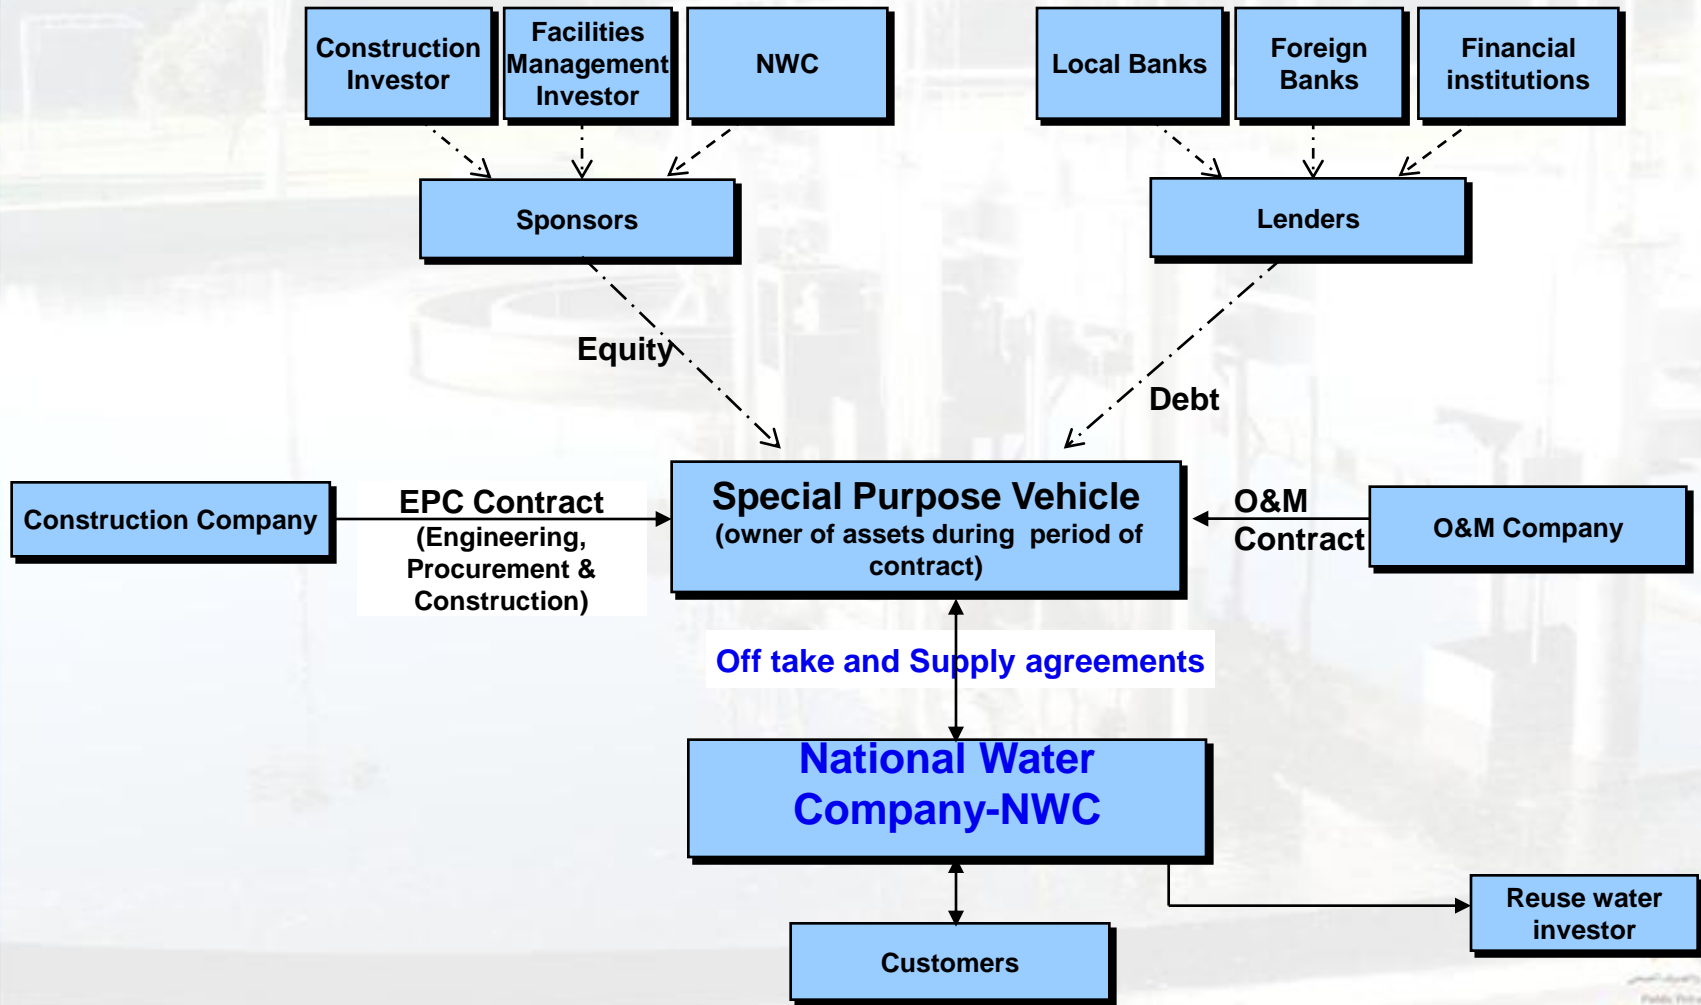 Construction
Investor
Facilities
Management
Investor
NWC
Local Banks
Foreign
Banks
Financial
institutions
Sponsors
Lenders
Equity
Debt
Construction Company
EPC Contract
(Engineering,
Procurement &
Construction)
Special Purpose Vehicle
(owner of assets during period of
contract)
O&M
Contract
O&M Company
Off take and Supply agreements
National Water
Company-NWC
Reuse water
investor
Customers